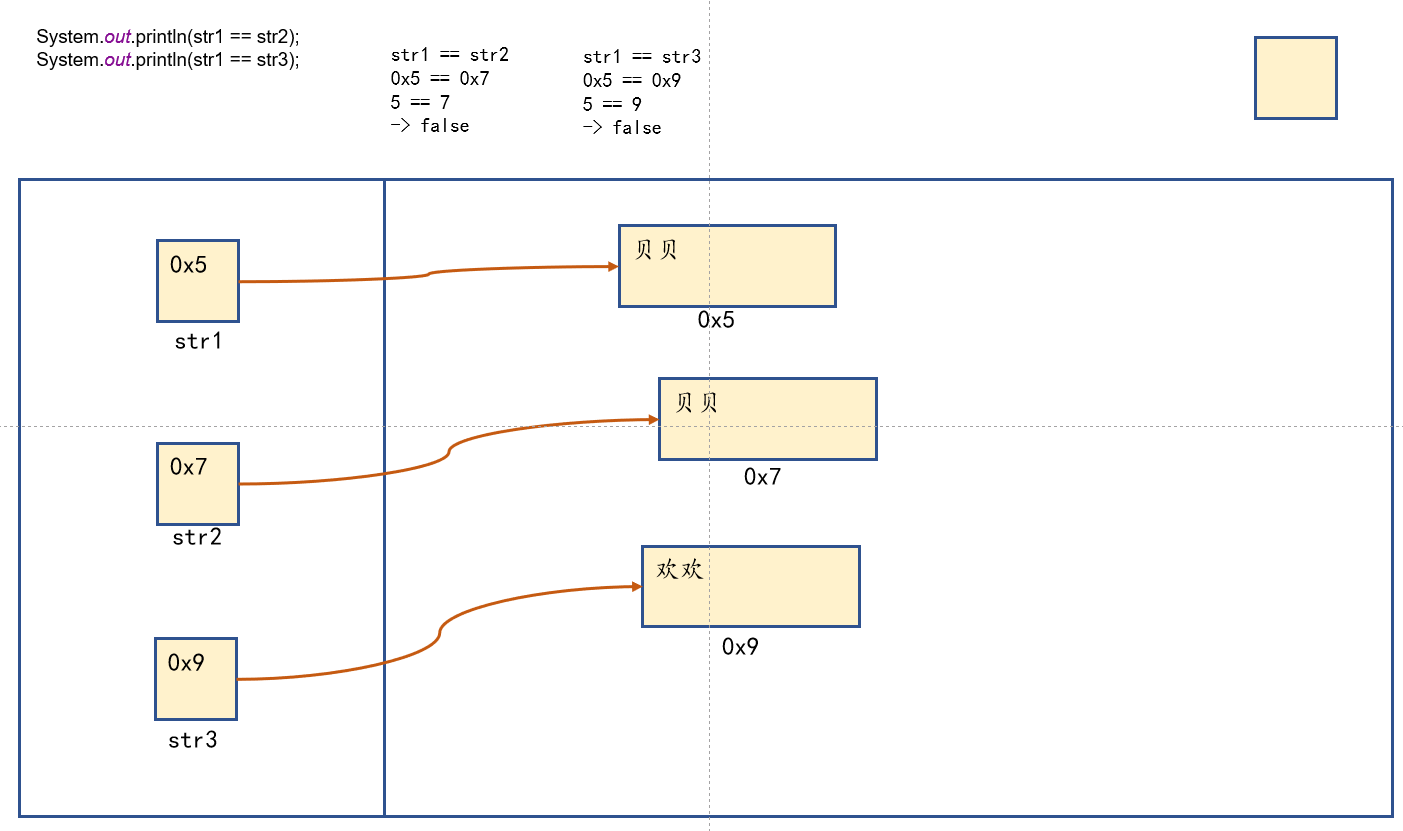 System.out.println(str1 == str2);
System.out.println(str1 == str3);
str1 == str2
0x5 == 0x7
5 == 7
-> false
str1 == str3
0x5 == 0x9
5 == 9
-> false
0x5
str1
贝贝
0x5
0x7
str2
贝贝
0x7
0x9
str3
欢欢
0x9